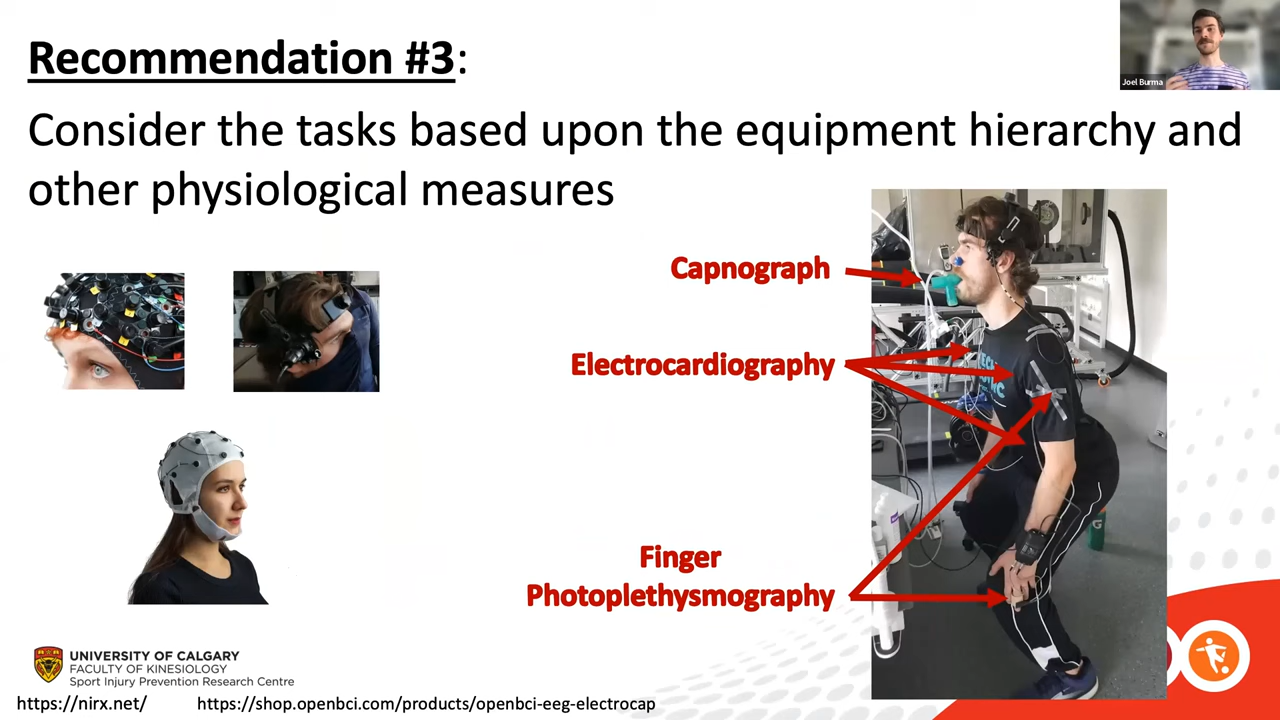 Recommendation #3:
Joel Burma
Consider the tasks based upon the equipment hierarchy and
other physiological measures
Capnograph
Electrocardiography
Finger
Photoplethysmography
G
UNIVERSITY OF CALGARY
FACULTY OF KINESIOLOGY
Sport Injury Prevention Research Centre
https://nirx.net/
https://shop.openbci.com/products/openbci-eeg-electrocap